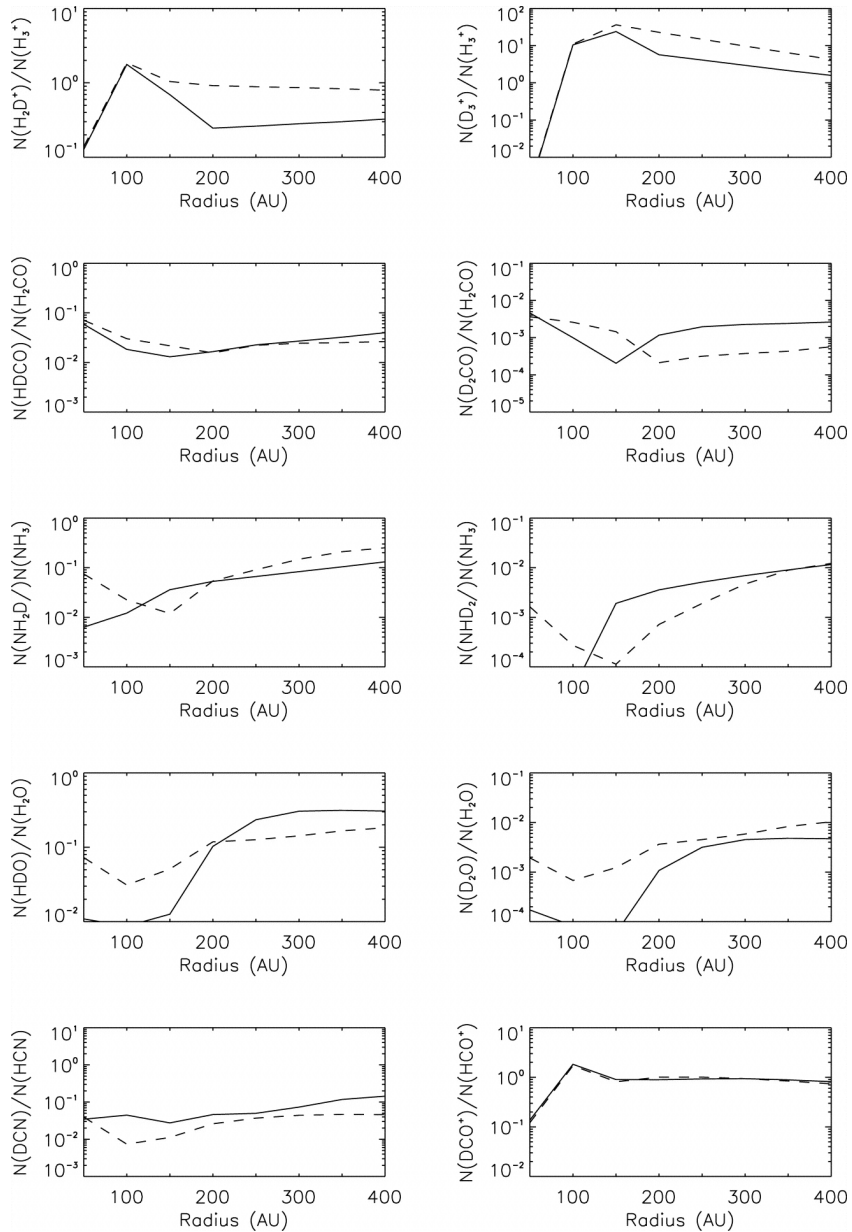 N(H₂D⁺)/N(H₃⁺)
10¹
10⁰
10⁻¹
100 200 300 400
Radius (AU)
N(D₃⁺)/N(H₃⁺)
10²
10¹
10⁰
10⁻¹
10⁻²
100 200 300 400
Radius (AU)
N(HDCO)/N(H₂CO)
10⁰
10⁻¹
10⁻²
10⁻³
100 200 300 400
Radius (AU)
N(D₂CO)/N(H₂CO)
10⁻¹
10⁻²
10⁻³
10⁻⁴
10⁻⁵
100 200 300 400
Radius (AU)
N(NH₂D/)N(NH₃)
10⁰
10⁻¹
10⁻²
10⁻³
100 200 300 400
Radius (AU)
N(NHD₂/)N(NH₃)
10⁻¹
10⁻²
10⁻³
10⁻⁴
100 200 300 400
Radius (AU)
N(HDO)/N(H₂O)
10⁰
10⁻¹
10⁻²
100 200 300 400
Radius (AU)
N(D₂O)/N(H₂O)
10⁻¹
10⁻²
10⁻³
10⁻⁴
100 200 300 400
Radius (AU)
N(DCN)/N(HCN)
10¹
10⁰
10⁻¹
10⁻²
10⁻³
100 200 300 400
Radius (AU)
N(DCO⁺)/N(HCO⁺)
10²
10¹
10⁰
10⁻¹
10⁻²
100 200 300 400
Radius (AU)